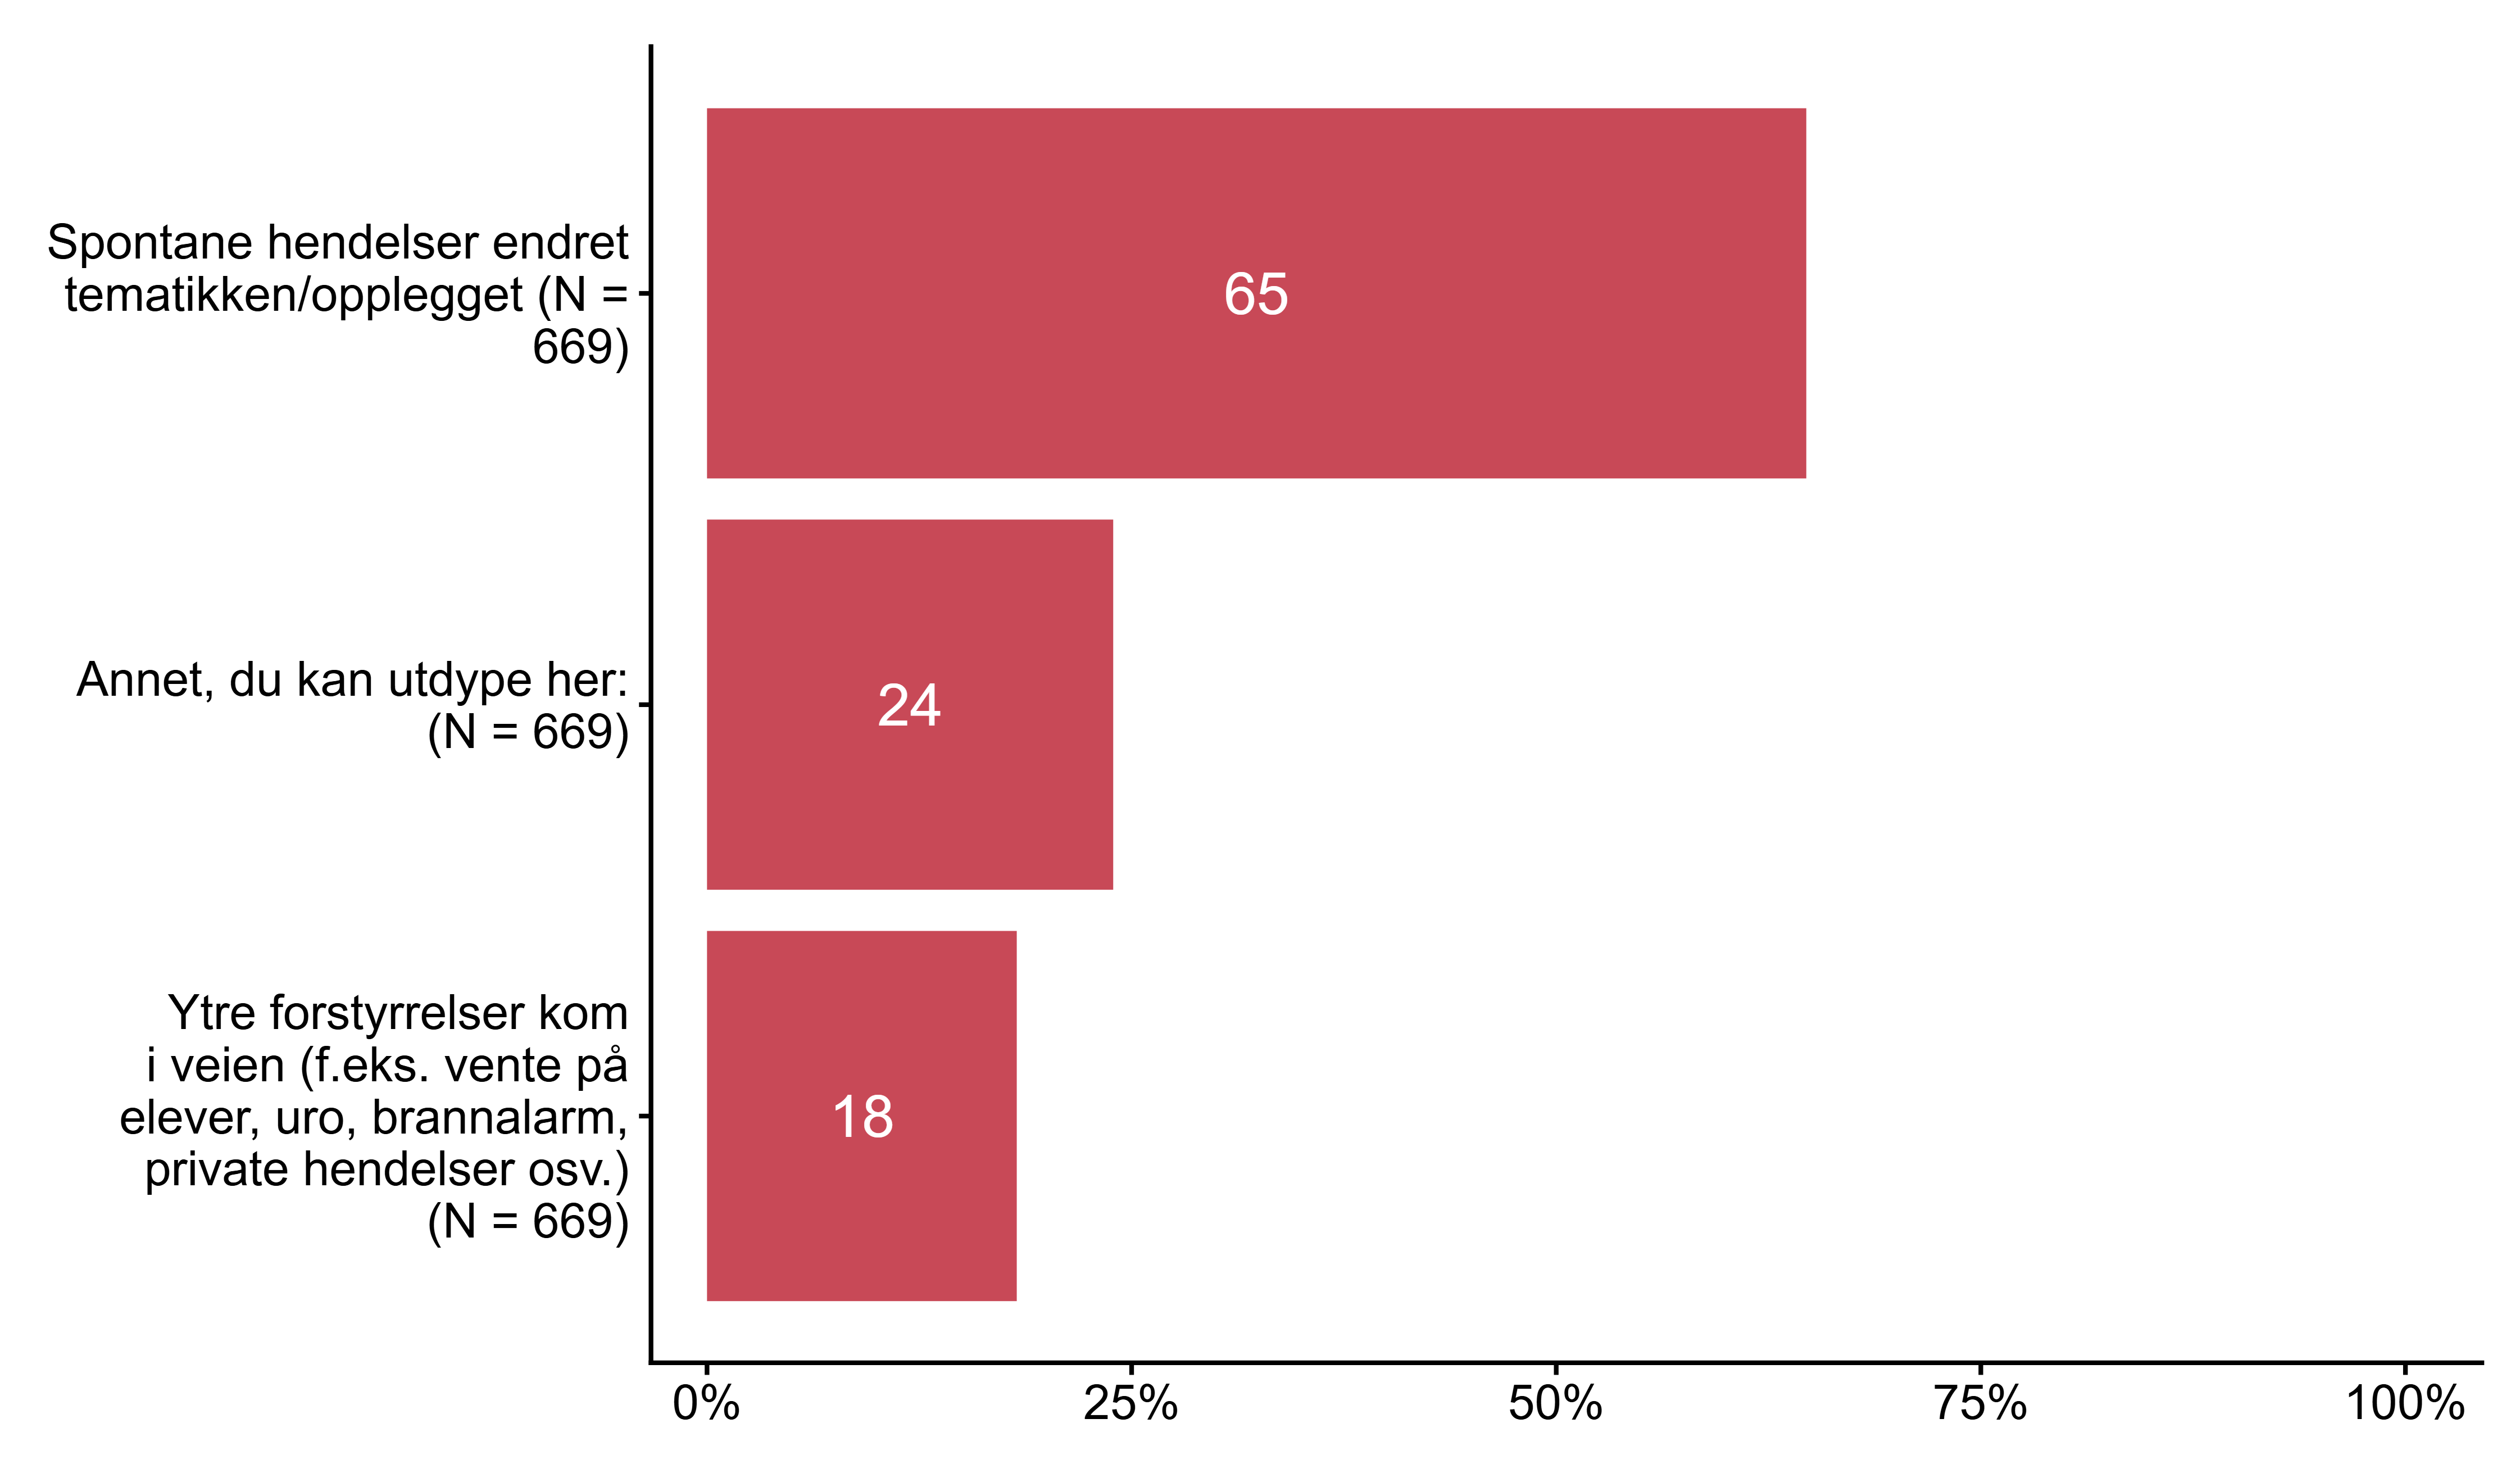 Spontane hendelser endret
tematikken/opplegget (N =
669)
65
Annet, du kan utdype her:
(N = 669)
24
Ytre forstyrrelser kom
i veien (f.eks. vente på
elever, uro, brannalarm,
private hendelser osv.)
(N = 669)
18
0%
25%
50%
75%
100%